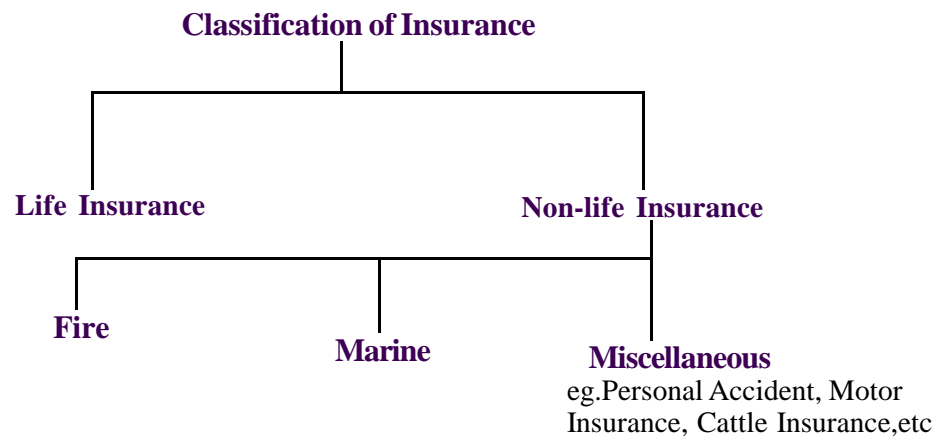 Classification of Insurance
Life Insurance
Non-life Insurance
Fire
Marine
Miscellaneous
eg.Personal Accident, Motor
Insurance, Cattle Insurance,etc